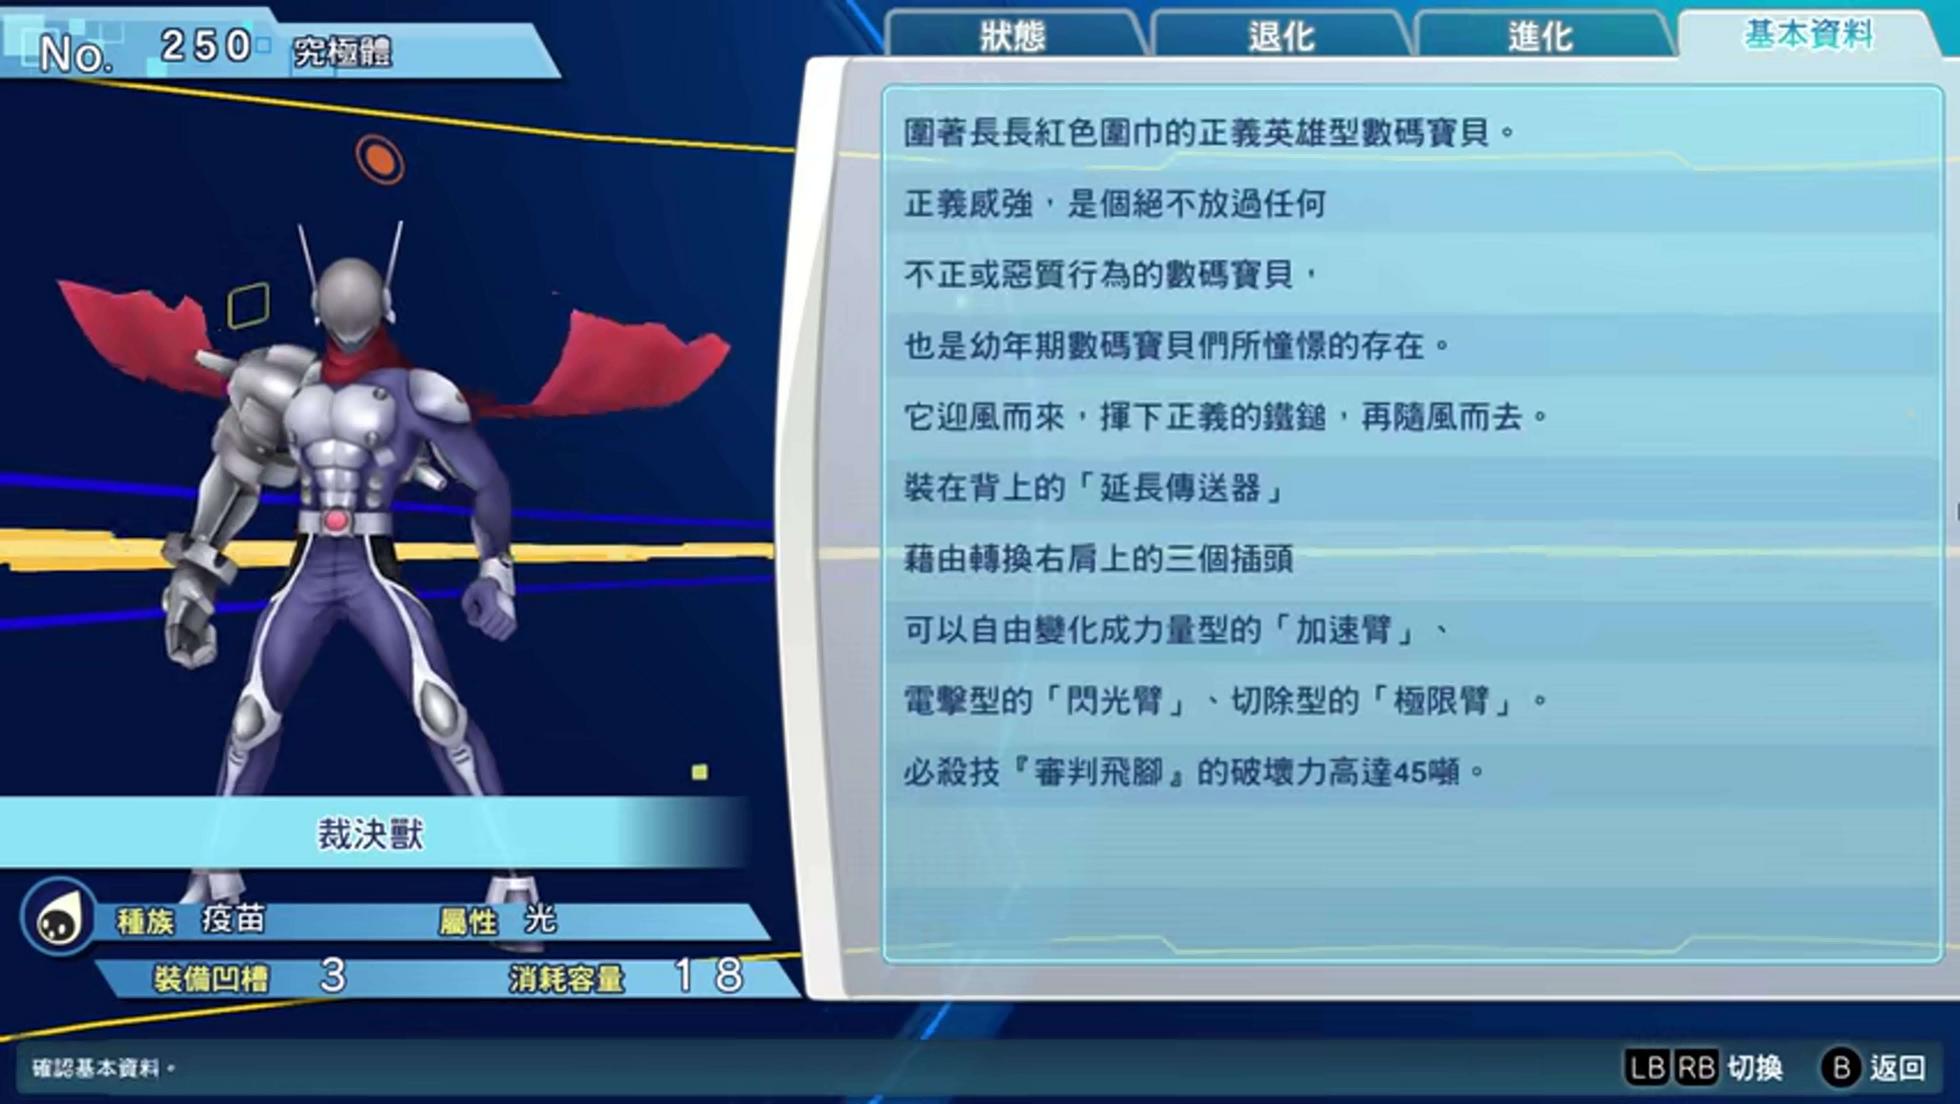 No. 250 究極體
狀態 退化 進化 基本資料
圍著長長紅色圍巾的正義英雄型數碼寶貝。
正義感強，是個絕不放過任何
不正或惡質行為的數碼寶貝，
也是幼年期數碼寶貝們所憧憬的存在。
它迎風而來，揮下正義的鐵鎚，再隨風而去。
裝在背上的「延長傳送器」
藉由轉換右肩上的三個插頭
可以自由變化成力量型的「加速臂」、
電擊型的「閃光臂」、切除型的「極限臂」。
必殺技『審判飛腳』的破壞力高達45噸。
裁決獸
種族 疫苗 屬性 光
裝備凹槽 3 消耗容量 18
確認基本資料。
LB RB 切換 B 返回